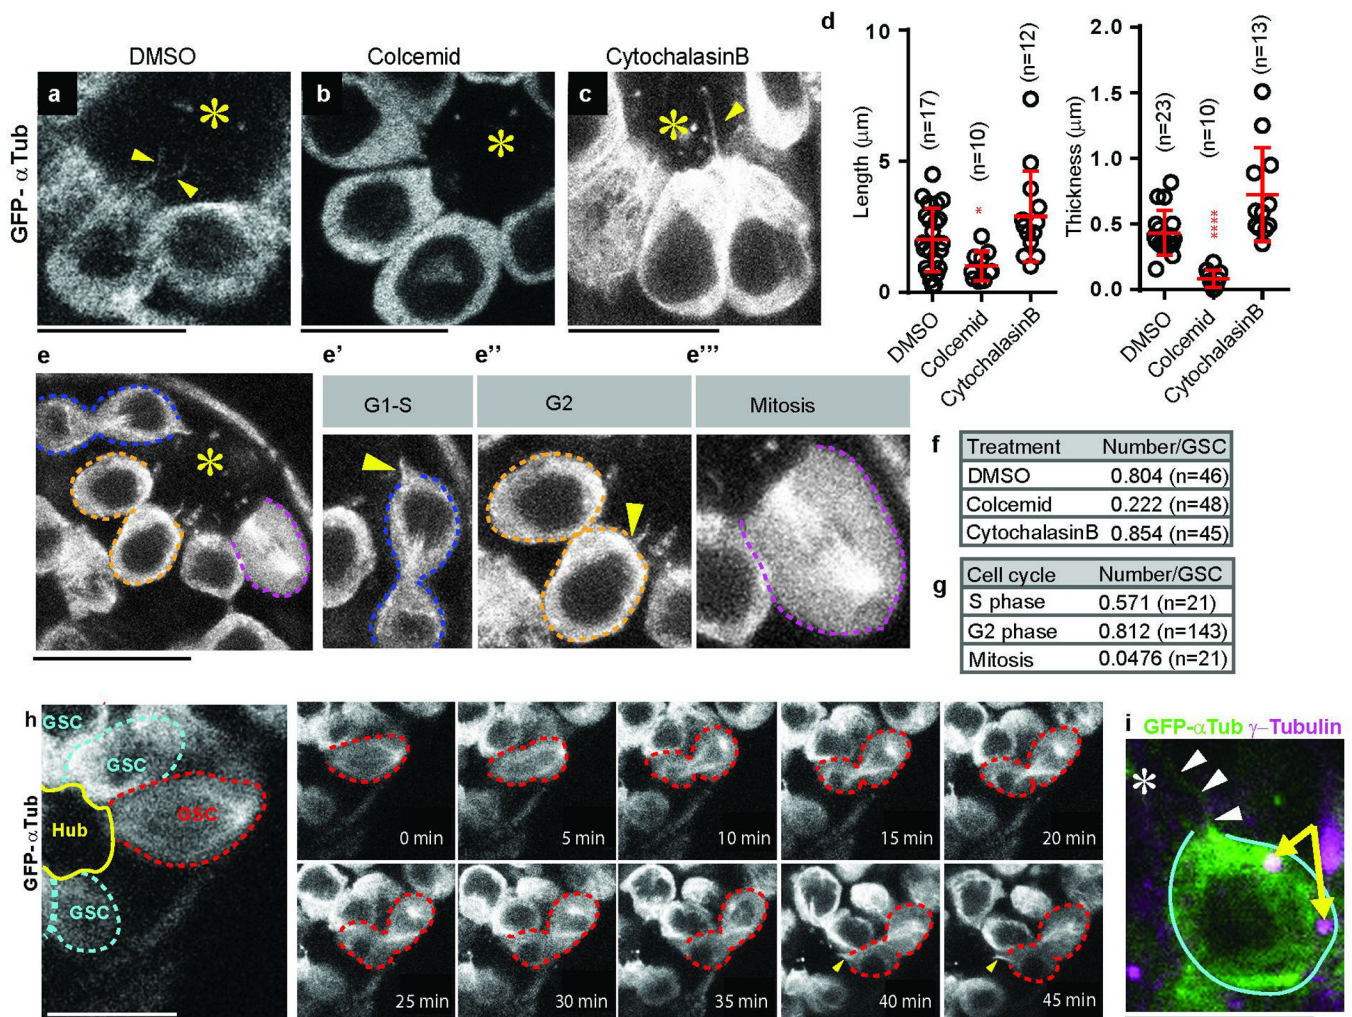 DMSO
Colcemid
CytochalasinB
GFP- α Tub
a
*
b
*
c
*
d
Length (μm)
10
5
0
(n=17)
(n=10)
(n=12)
*
DMSO
Colcemid
CytochalasinB
Thickness (μm)
2.0
1.5
1.0
0.5
0.0
(n=23)
(n=10)
(n=13)
****
DMSO
Colcemid
CytochalasinB
e
*
e’
e’’
e’’’
G1-S
G2
Mitosis
f
Treatment Number/GSC
DMSO 0.804 (n=46)
Colcemid 0.222 (n=48)
CytochalasinB 0.854 (n=45)
g
Cell cycle Number/GSC
S phase 0.571 (n=21)
G2 phase 0.812 (n=143)
Mitosis 0.0476 (n=21)
h
GFP- αTub
GSC
GSC
GSC
Hub
GSC
0 min
5 min
10 min
15 min
20 min
25 min
30 min
35 min
40 min
45 min
i
GFP-αTub γ–Tubulin
*